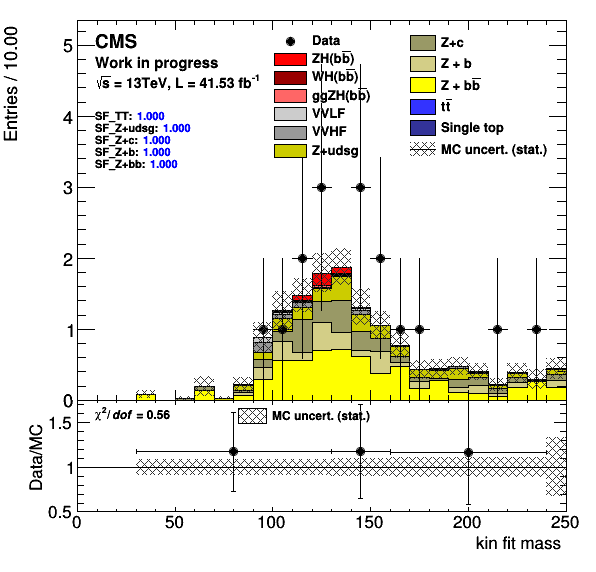 Entries / 10.00
CMS
Work in progress
√s = 13TeV, L = 41.53 fb⁻¹
SF_TT: 1.000
SF_Z+udsg: 1.000
SF_Z+c: 1.000
SF_Z+b: 1.000
SF_Z+bb: 1.000
Data
ZH(bb̅)
WH(bb̅)
ggZH(bb̅)
VVLF
VVHF
Z+udsg
Z+c
Z + b
Z + bb̅
tt̅
Single top
MC uncert. (stat.)
5
4
3
2
1
0
Data/MC
χ²/dof = 0.56
MC uncert. (stat.)
1.5
1
0.5
0 50 100 150 200 250
kin fit mass